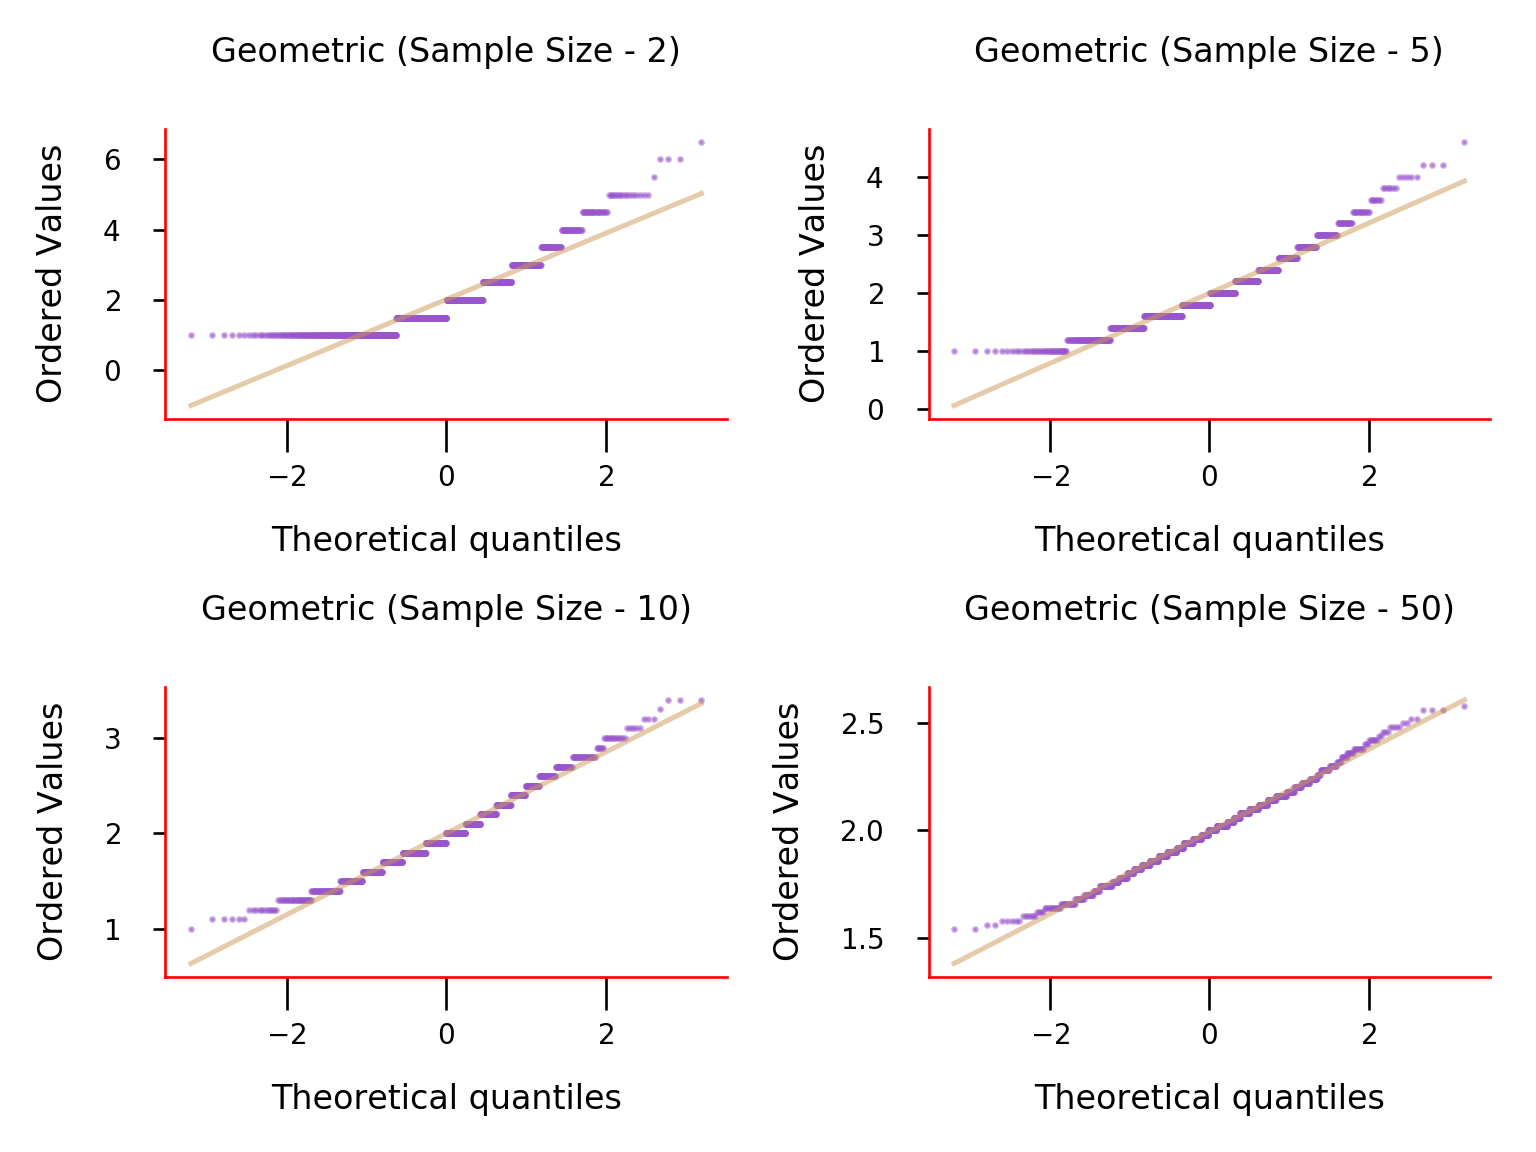 Geometric (Sample Size - 2)
Ordered Values
6
4
2
0
−2 0 2
Theoretical quantiles
Geometric (Sample Size - 5)
Ordered Values
4
3
2
1
0
−2 0 2
Theoretical quantiles
Geometric (Sample Size - 10)
Ordered Values
3
2
1
−2 0 2
Theoretical quantiles
Geometric (Sample Size - 50)
Ordered Values
2.5
2.0
1.5
−2 0 2
Theoretical quantiles